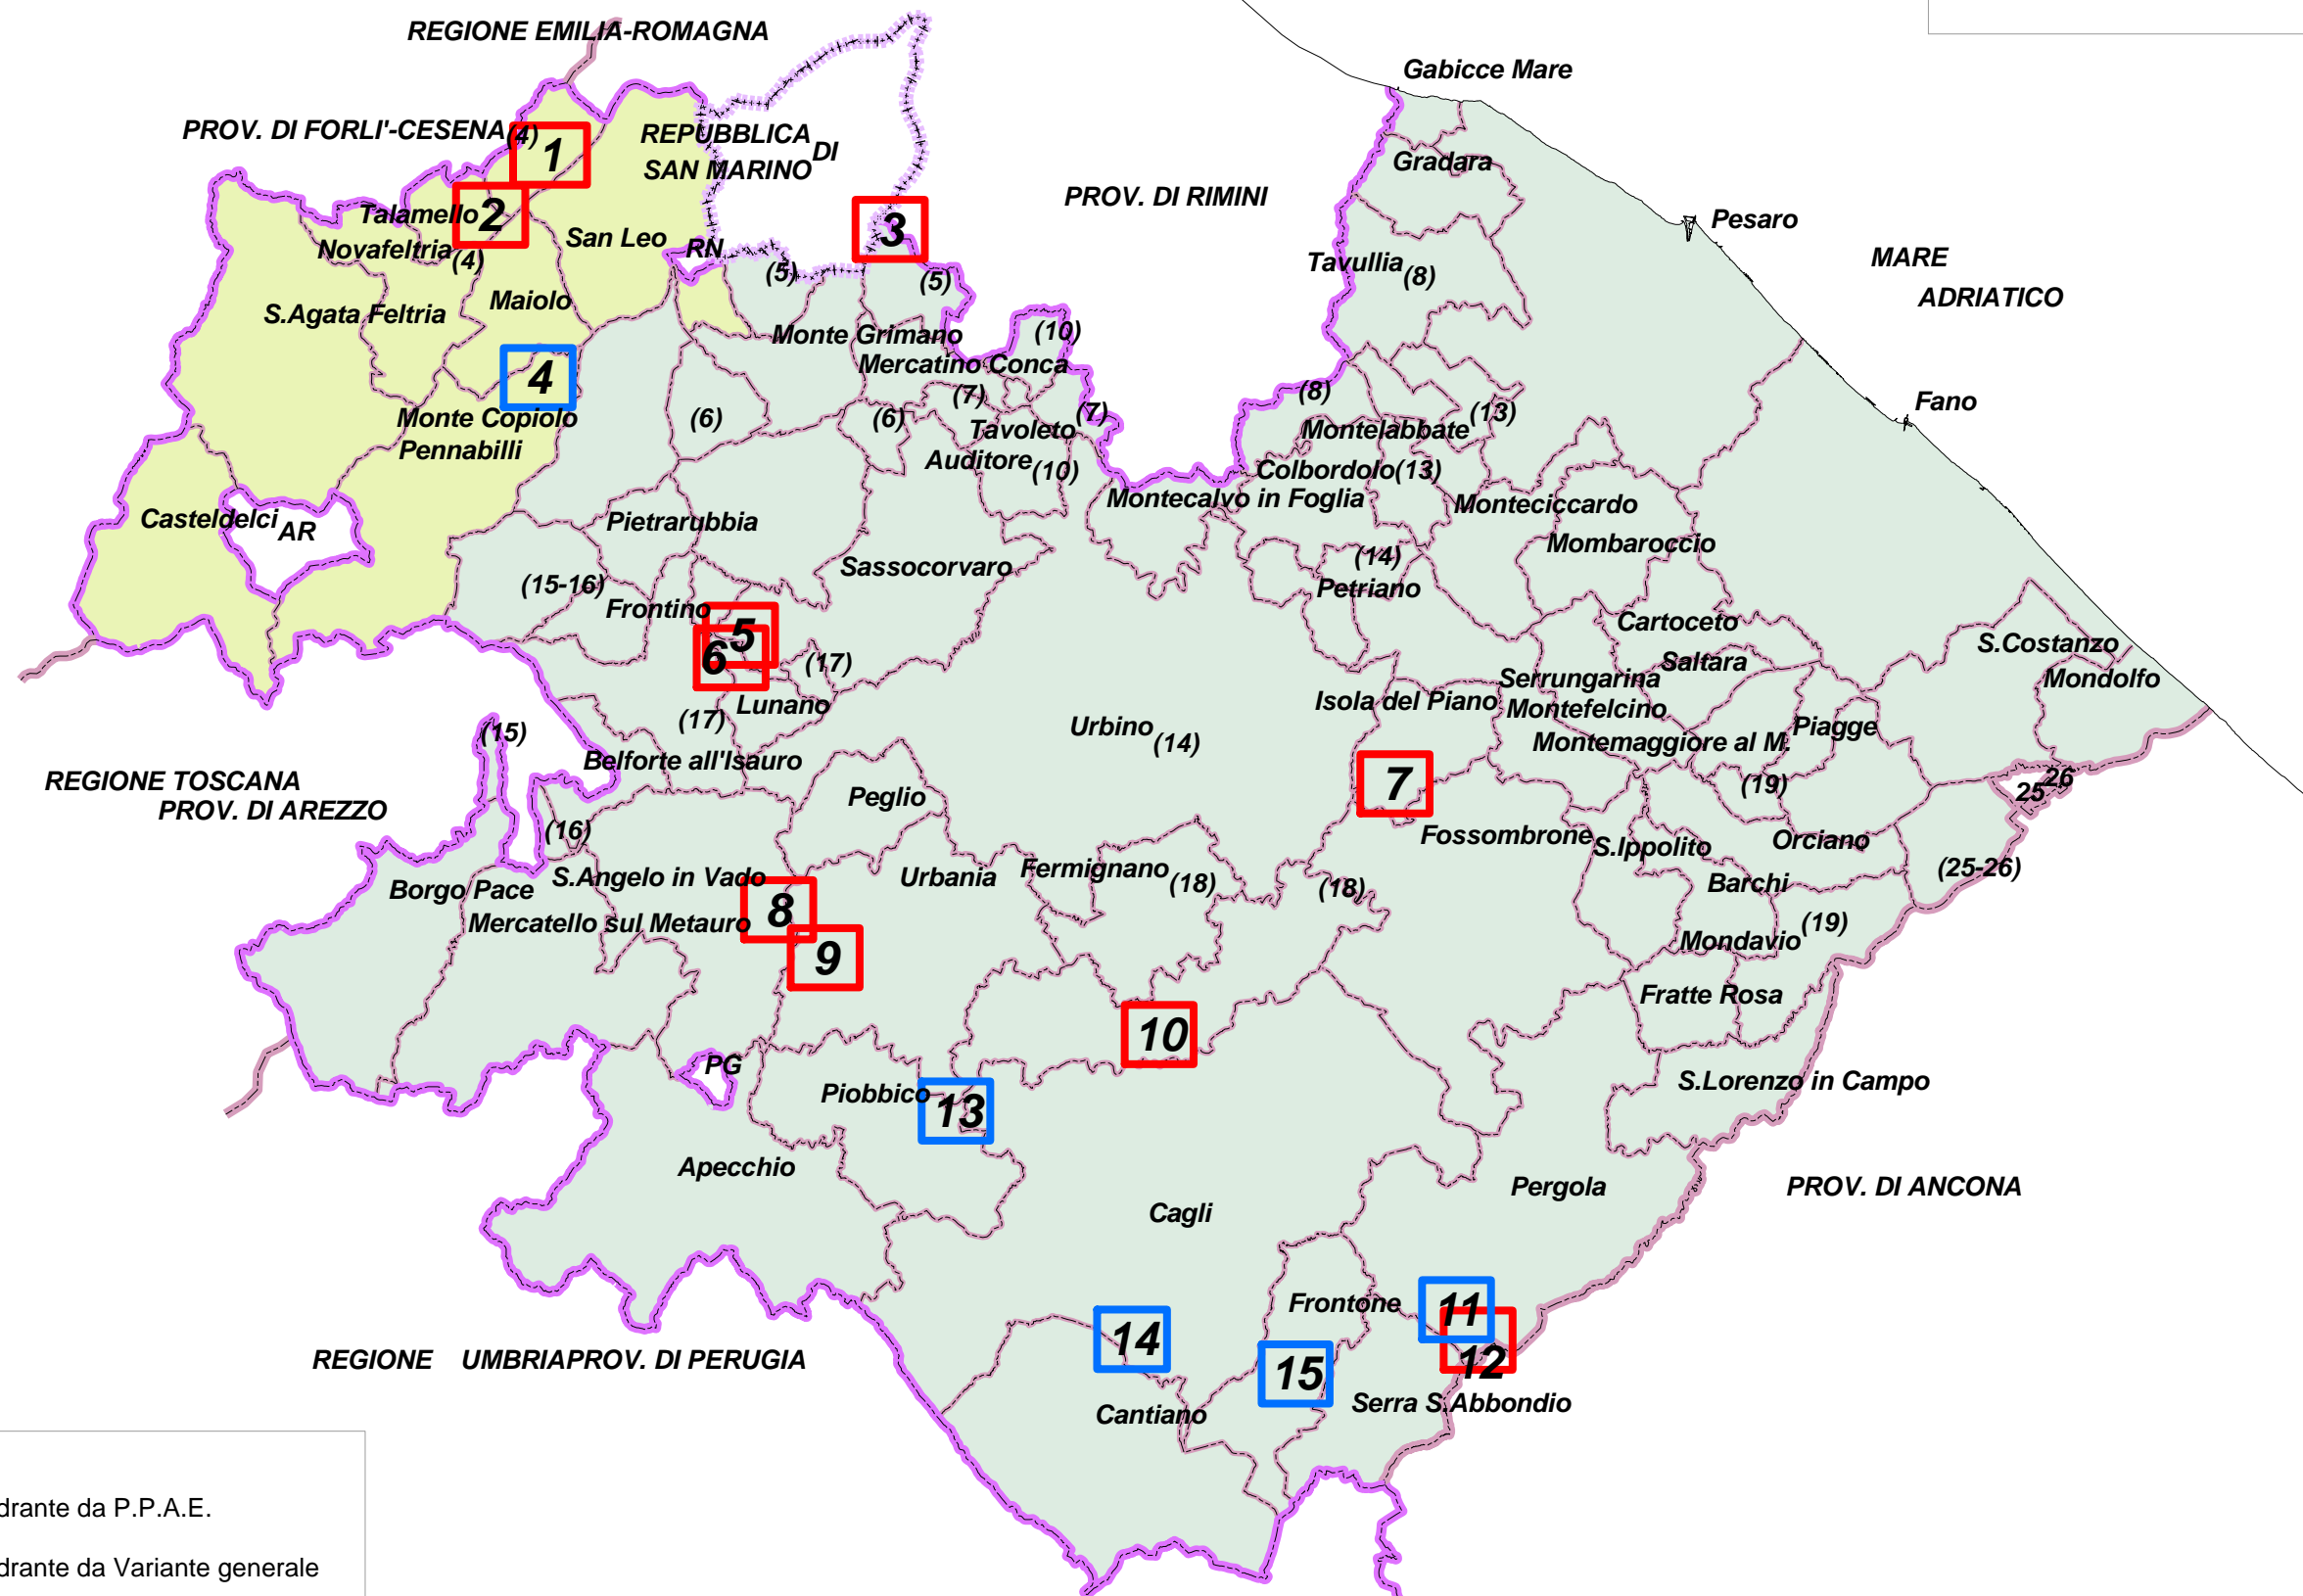 REGIONE EMILIA-ROMAGNA
Gabicce Mare
PROV. DI FORLI'-CESENA
(4)
1
REPUBBLICA
DI
SAN MARINO
Gradara
PROV. DI RIMINI
Talamello
2
3
Pesaro
Novafeltria
(4)
San Leo
RN
(5)
(5)
Tavullia
(8)
MARE
ADRIATICO
S.Agata Feltria
Maiolo
Monte Grimano
(10)
Mercatino Conca
4
(7)
(8)
Fano
Monte Copiolo
(6)
(6)
(7)
(13)
Pennabilli
Tavoleto
Montelabbate
Auditore
(10)
Colbordolo
(13)
Montecalvo in Foglia
Monteciccardo
Casteldelci
AR
Pietrarubbia
Mombaroccio
Sassocorvaro
(14)
(15-16)
Petriano
Frontino
5
Cartoceto
6
(17)
Saltara
S.Costanzo
Serrungarina
Mondolfo
Lunano
Isola del Piano
Montefelcino
(17)
Urbino
(14)
Piagge
(15)
Montemaggiore al M.
Belforte all'Isauro
REGIONE TOSCANA
PROV. DI AREZZO
Peglio
7
(19)
25
26
(16)
Fossombrone
S.Ippolito
Orciano
Borgo Pace
S.Angelo in Vado
Urbania
Fermignano
(18)
(18)
Barchi
(25-26)
Mercatello sul Metauro
8
(19)
Mondavio
9
Fratte Rosa
10
PG
Piobbico
13
S.Lorenzo in Campo
Apecchio
Pergola
PROV. DI ANCONA
Cagli
Frontone
11
14
12
REGIONE UMBRIA
PROV. DI PERUGIA
15
Serra S.Abbondio
Cantiano
drante da P.P.A.E.
drante da Variante generale